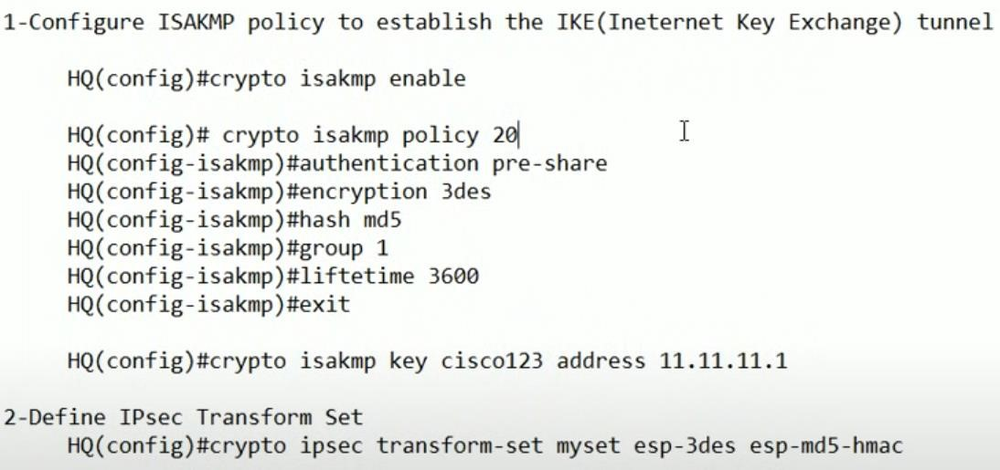 1-Configure ISAKMP policy to establish the IKE(Ineternet Key Exchange) tunnel
HQ(config)#crypto isakmp enable
HQ(config)# crypto isakmp policy 20
HQ(config-isakmp)#authentication pre-share
HQ(config-isakmp)#encryption 3des
HQ(config-isakmp)#hash md5
HQ(config-isakmp)#group 1
HQ(config-isakmp)#liftetime 3600
HQ(config-isakmp)#exit
HQ(config)#crypto isakmp key cisco123 address 11.11.11.1
2-Define IPsec Transform Set
HQ(config)#crypto ipsec transform-set myset esp-3des esp-md5-hmac